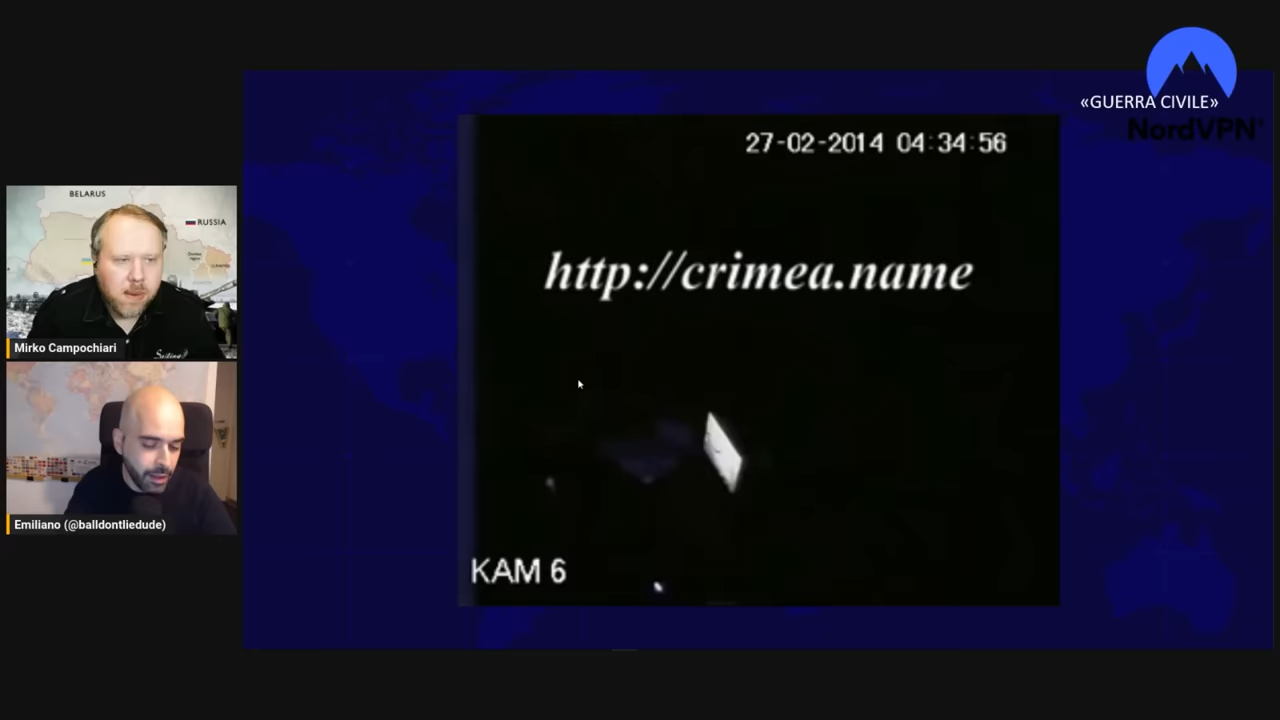 «GUERRA CIVILE»
NordVPN®
27-02-2014 04:34:56
http://crimea.name
KAM 6
BELARUS
RUSSIA
Mirko Campochiari
Emiliano (@balldontliedude)